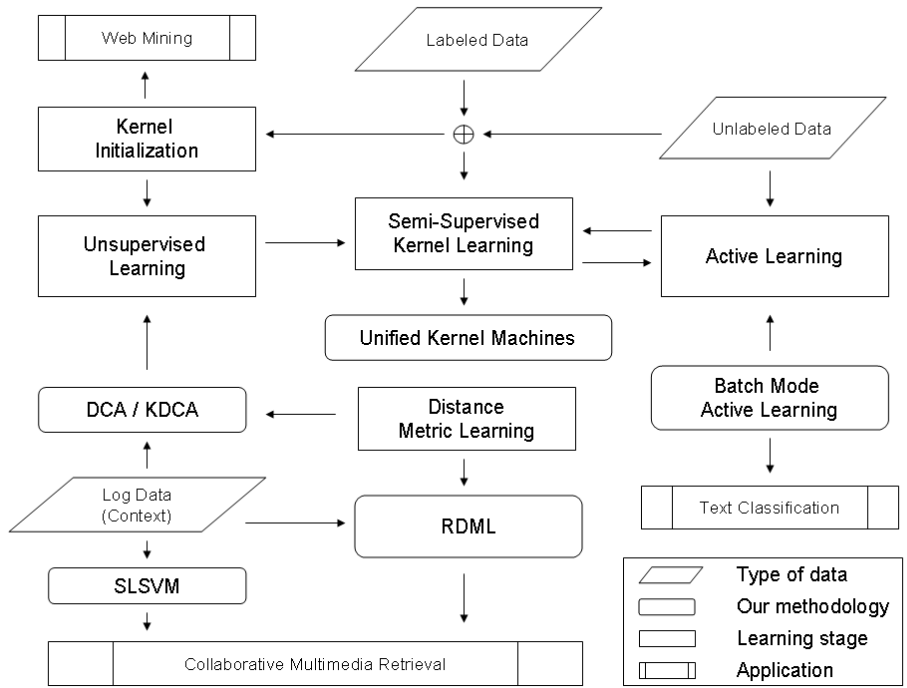 Web Mining
Labeled Data
Kernel
Initialization
Unlabeled Data
Unsupervised
Learning
Semi-Supervised
Kernel Learning
Active Learning
Unified Kernel Machines
DCA / KDCA
Distance
Metric Learning
Batch Mode
Active Learning
Log Data
(Context)
RDML
Text Classification
SLSVM
Collaborative Multimedia Retrieval
Type of data
Our methodology
Learning stage
Application